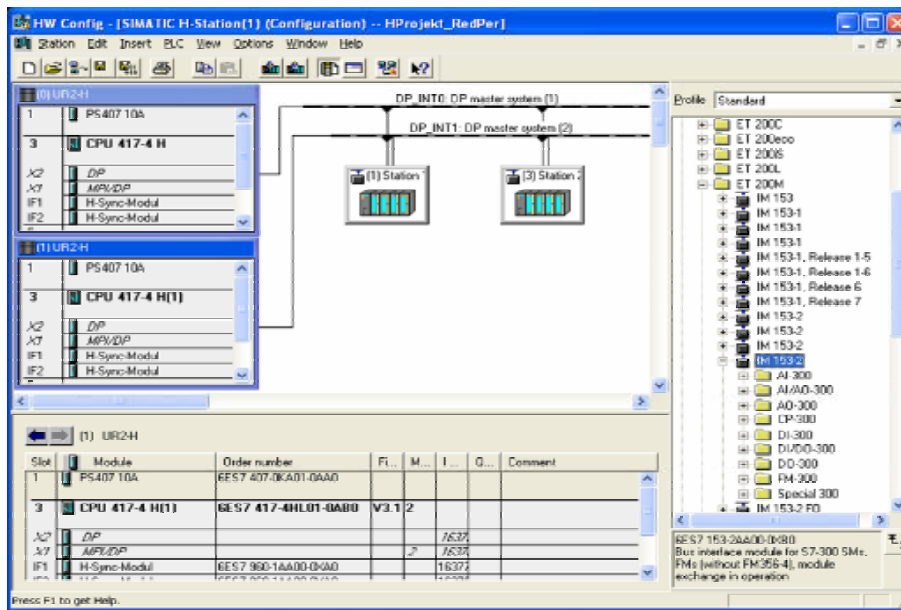 HW Config - [SIMATIC H-Station(1) (Configuration) -- HProjekt_RedPer]
Station Edit Insert PLC View Options Window Help
(0) UR2-H
1 PS407 10A
3 CPU 417-4 H
X2 DP
X1 MPI/DP
IF1 H-Sync-Modul
IF2 H-Sync-Modul
(1) UR2-H
1 PS407 10A
3 CPU 417-4 H(1)
X2 DP
X1 MPI/DP
IF1 H-Sync-Modul
IF2 H-Sync-Modul
DP_INT0: DP master system (1)
DP_INT1: DP master system (2)
(1) Station
(3) Station 2
Profile Standard
ET 200C
ET 200eco
ET 200iS
ET 200L
ET 200M
IM 153
IM 153-1
IM 153-1
IM 153-1
IM 153-1, Release 1-5
IM 153-1, Release 1-6
IM 153-1, Release 6
IM 153-1, Release 7
IM 153-2
IM 153-2
IM 153-2
IM 153-2
AI-300
AI/AO-300
AO-300
CP-300
DI-300
DI/DO-300
DO-300
FM-300
Special 300
IM 153-2 FO
(1) UR2-H
Slot Module Order number Fi... M... I... Q... Comment
1 PS407 10A 6ES7 407-0KA01-0AA0
3 CPU 417-4 H(1) 6ES7 417-4HL01-0AB0 V3.1 2
X2 DP 1637
X1 MPI/DP 2 1637
IF1 H-Sync-Modul 6ES7 960-1AA00-0XA0 1637
6ES7 153-2AA00-0XB0
Bus interface module for S7-300 SMs,
FMs (without FM356-4), module
exchange in operation
Press F1 to get Help.